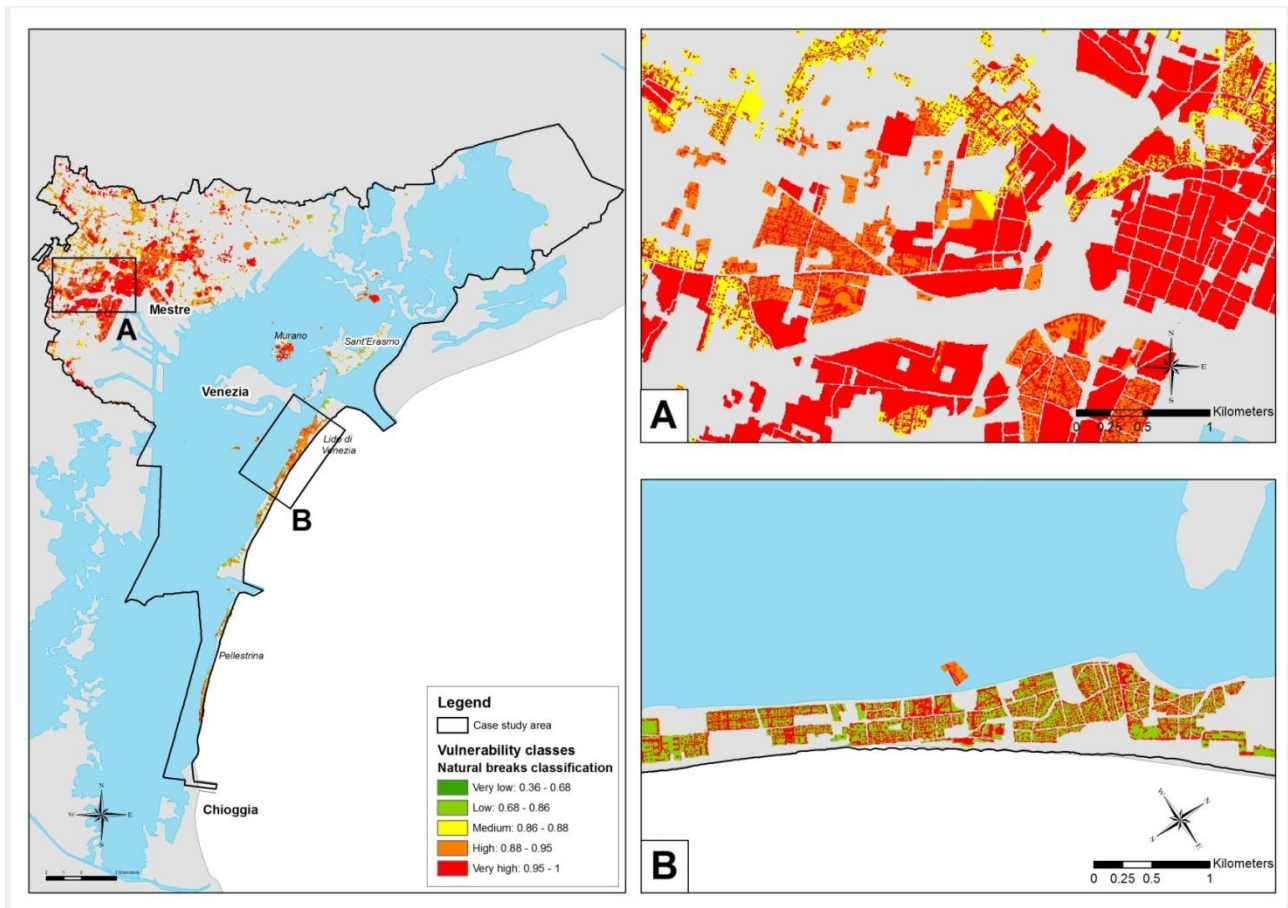 Mestre
A
Murano
Sant'Erasmo
Venezia
Lido di
Venezia
B
Pellestrina
Chioggia
N
W E
S
Legend
Case study area
Vulnerability classes
Natural breaks classification
Very low: 0.36 - 0.68
Low: 0.68 - 0.86
Medium: 0.86 - 0.88
High: 0.88 - 0.95
Very high: 0.95 - 1
A
N
E
S
Kilometers
0 0.25 0.5 1
B
W
N
S
E
Kilometers
0 0.25 0.5 1